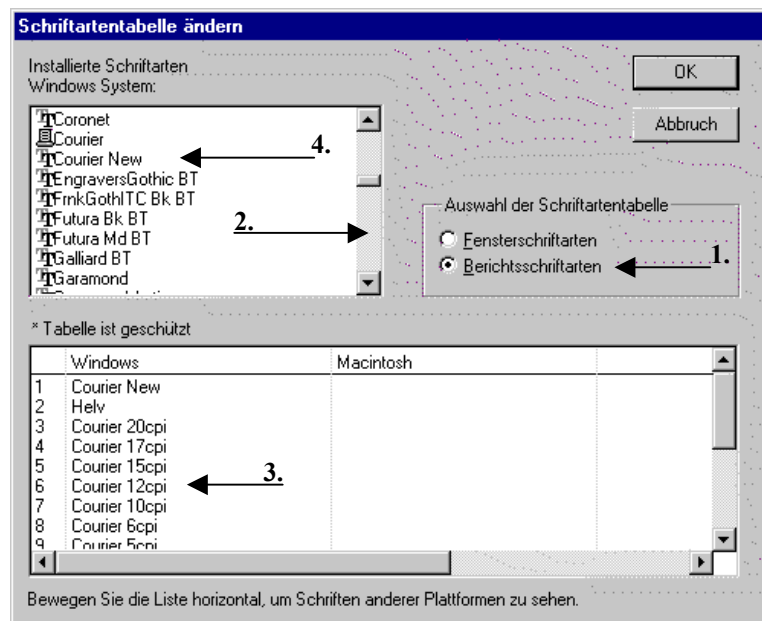 Schriftartentabelle ändern
Installierte Schriftarten
Windows System:
OK
Abbruch
Coronet
Courier
Courier New
EngraversGothic BT
FrnkGothITC Bk BT
Futura Bk BT
Futura Md BT
Galliard BT
Garamond
4.
2.
Auswahl der Schriftartentabelle
Fensterschriftarten
Berichtsschriftarten
1.
* Tabelle ist geschützt
Windows Macintosh
1 Courier New
2 Helv
3 Courier 20cpi
4 Courier 17cpi
5 Courier 15cpi
6 Courier 12cpi
7 Courier 10cpi
8 Courier 6cpi
9 Courier 5cpi
3.
Bewegen Sie die Liste horizontal, um Schriften anderer Plattformen zu sehen.